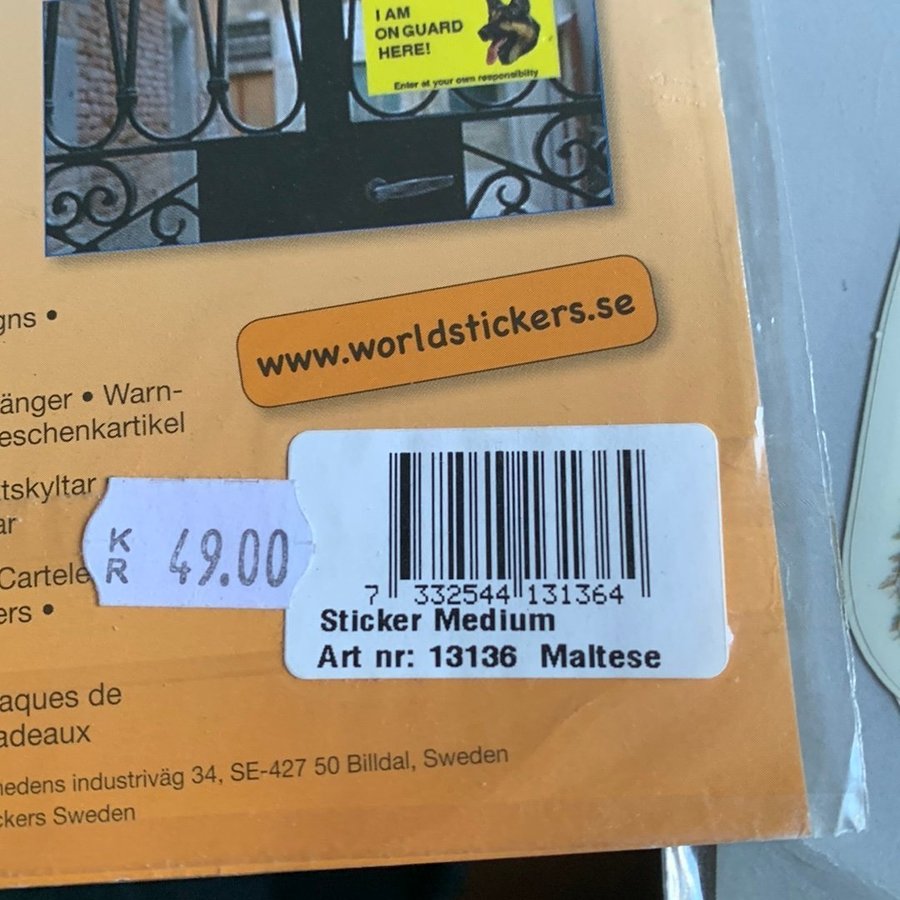 I AM
ON GUARD
HERE!
Enter at your own responsibilty
gns •
www.worldstickers.se
änger • Warn-
eschenkartikel
tskyltar
ar
Cartele
ers •
K
R
49.00
7 332544 131364
Sticker Medium
Art nr: 13136 Maltese
aques de
adeaux
nedens industriväg 34, SE-427 50 Billdal, Sweden
ckers Sweden